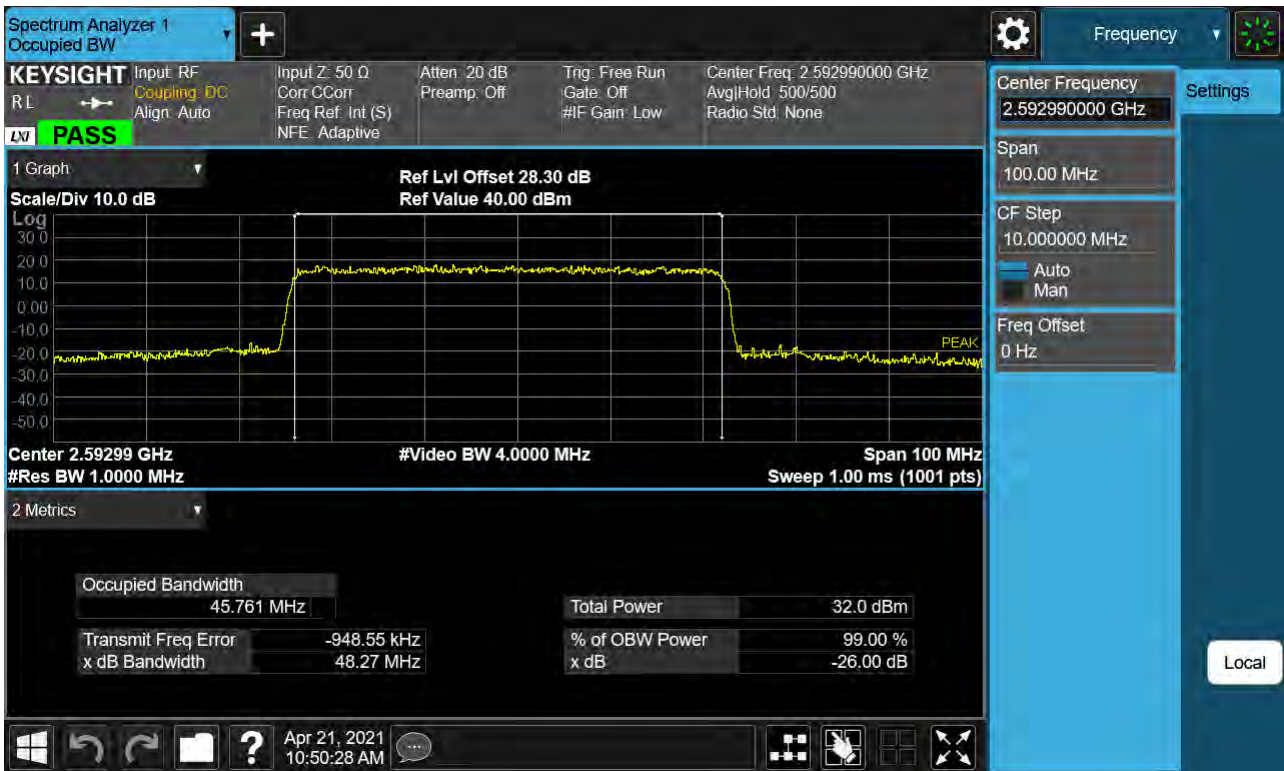 Spectrum Analyzer 1
Occupied BW
Frequency
KEYSIGHT
R L
LXI
PASS
Input: RF
Coupling: DC
Align: Auto
Input Z: 50 Ω
Corr CCorr
Freq Ref: Int (S)
NFE: Adaptive
Atten: 20 dB
Preamp: Off
Trig: Free Run
Gate: Off
#IF Gain: Low
Center Freq: 2.592990000 GHz
Avg|Hold: 500/500
Radio Std: None
1 Graph
Scale/Div 10.0 dB
Ref Lvl Offset 28.30 dB
Ref Value 40.00 dBm
Log
30.0
20.0
10.0
0.00
-10.0
-20.0
-30.0
-40.0
-50.0
PEAK
Center 2.59299 GHz
#Video BW 4.0000 MHz
Span 100 MHz
#Res BW 1.0000 MHz
Sweep 1.00 ms (1001 pts)
2 Metrics
Occupied Bandwidth
45.761 MHz
Total Power 32.0 dBm
Transmit Freq Error -948.55 kHz
% of OBW Power 99.00 %
x dB Bandwidth 48.27 MHz
x dB -26.00 dB
Center Frequency
2.592990000 GHz
Settings
Span
100.00 MHz
CF Step
10.000000 MHz
Auto
Man
Freq Offset
0 Hz
Local
?
Apr 21, 2021
10:50:28 AM